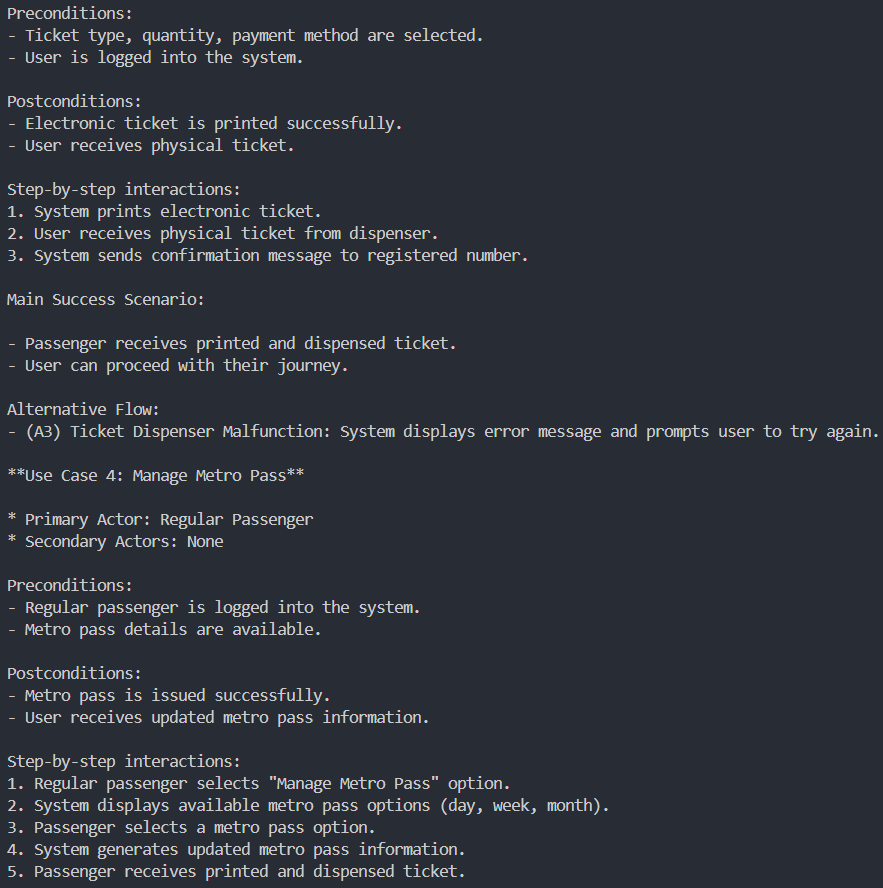 Preconditions:
- Ticket type, quantity, payment method are selected.
- User is logged into the system.
Postconditions:
- Electronic ticket is printed successfully.
- User receives physical ticket.
Step-by-step interactions:
1. System prints electronic ticket.
2. User receives physical ticket from dispenser.
3. System sends confirmation message to registered number.
Main Success Scenario:
- Passenger receives printed and dispensed ticket.
- User can proceed with their journey.
Alternative Flow:
- (A3) Ticket Dispenser Malfunction: System displays error message and prompts user to try again.
**Use Case 4: Manage Metro Pass**
* Primary Actor: Regular Passenger
* Secondary Actors: None
Preconditions:
- Regular passenger is logged into the system.
- Metro pass details are available.
Postconditions:
- Metro pass is issued successfully.
- User receives updated metro pass information.
Step-by-step interactions:
1. Regular passenger selects "Manage Metro Pass" option.
2. System displays available metro pass options (day, week, month).
3. Passenger selects a metro pass option.
4. System generates updated metro pass information.
5. Passenger receives printed and dispensed ticket.